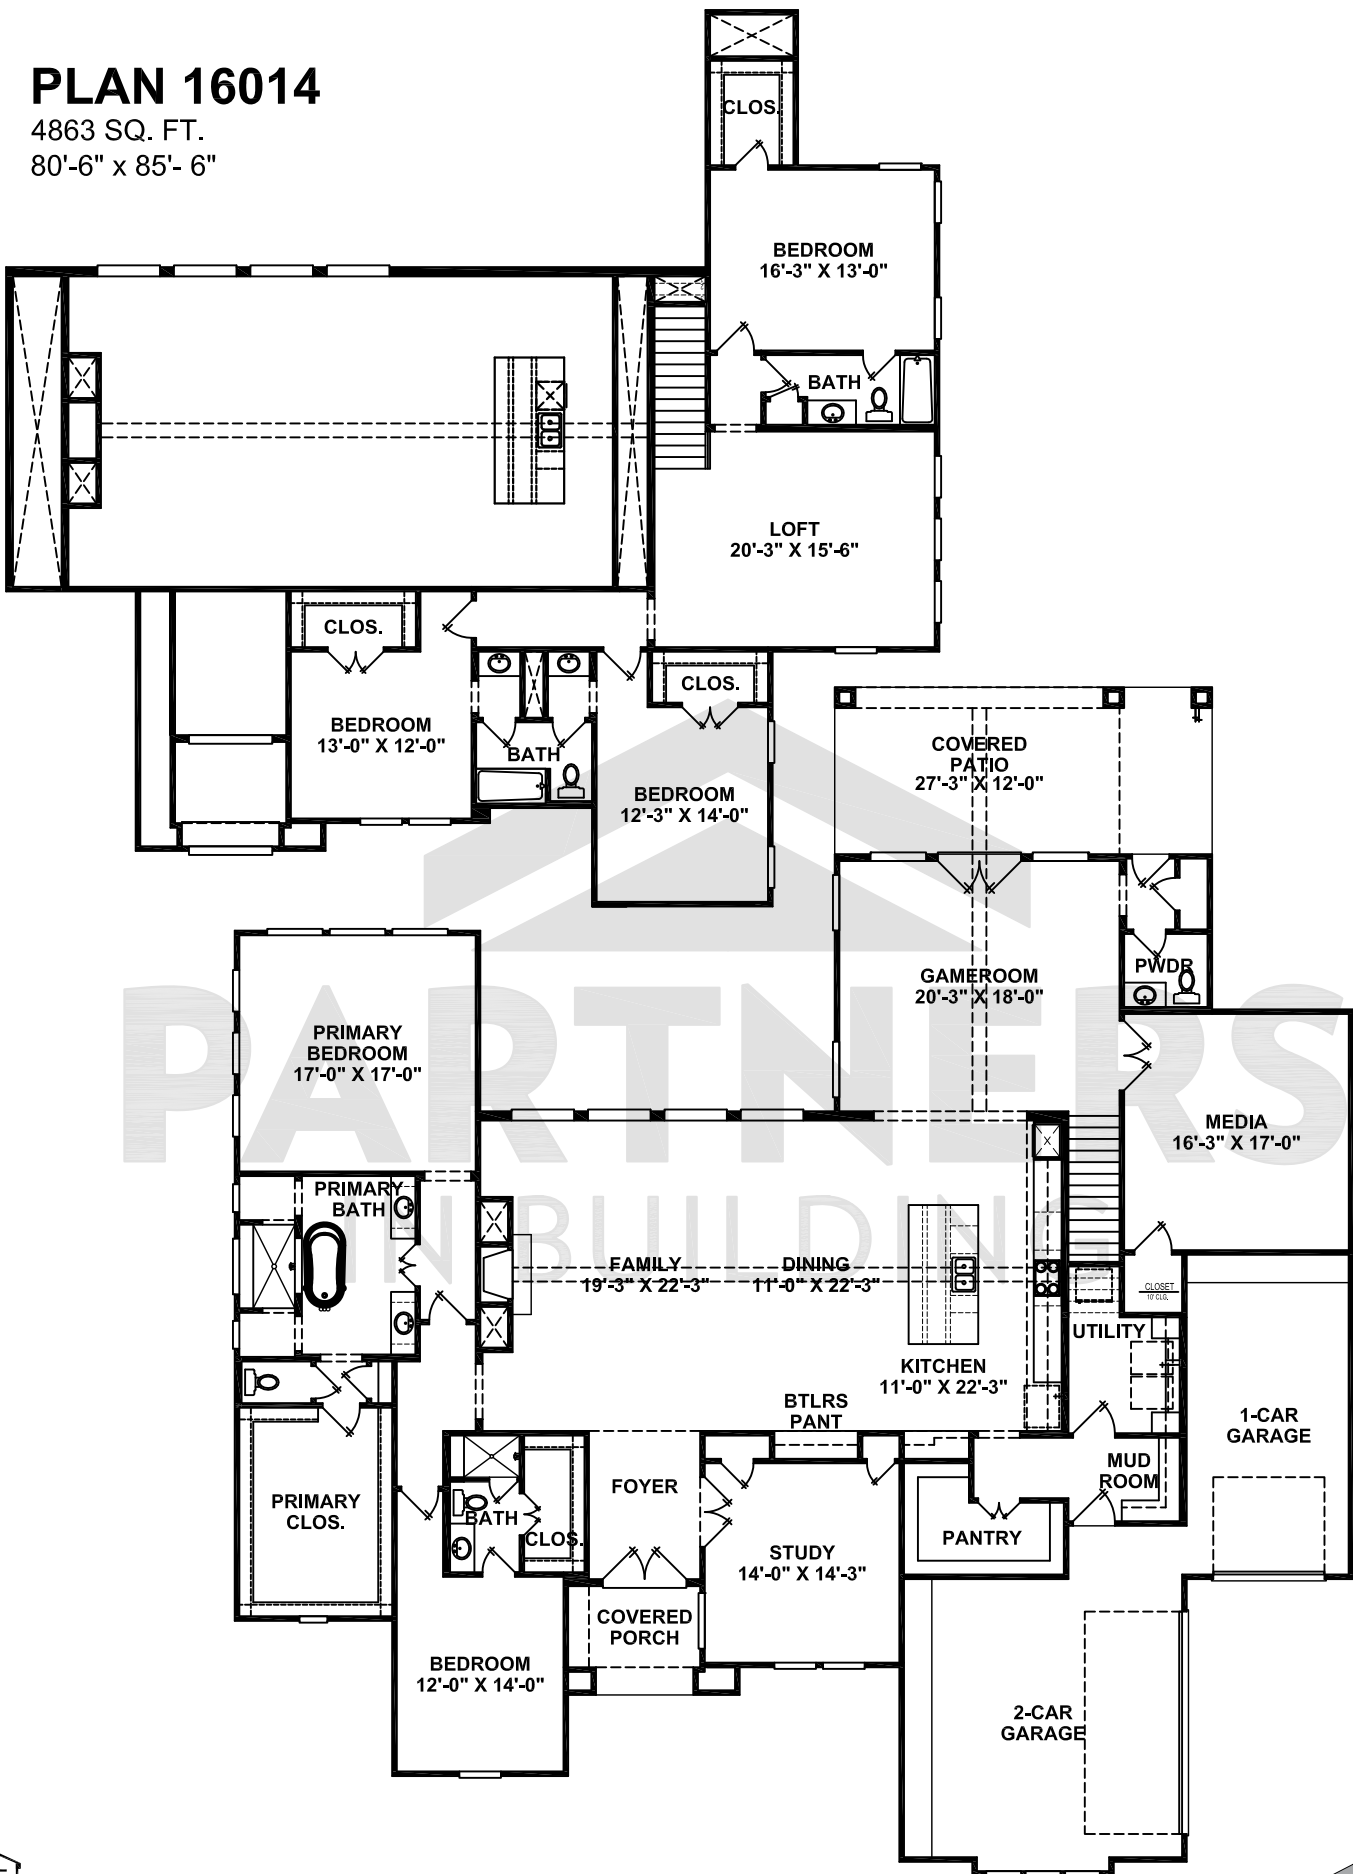 PLAN 16014
4863 SQ. FT.
80'-6" x 85'- 6"
CLOS.
BEDROOM
16'-3" X 13'-0"
BATH
LOFT
20'-3" X 15'-6"
CLOS.
BEDROOM
13'-0" X 12'-0"
BATH
CLOS.
BEDROOM
12'-3" X 14'-0"
COVERED
PATIO
27'-3" X 12'-0"
GAMEROOM
20'-3" X 18'-0"
PWDR
PARTNERS
IN BUILDING
PRIMARY
BEDROOM
17'-0" X 17'-0"
MEDIA
16'-3" X 17'-0"
PRIMARY
BATH
FAMILY
19'-3" X 22'-3"
DINING
11'-0" X 22'-3"
CLOSET
10' CLG.
UTILITY
KITCHEN
11'-0" X 22'-3"
BTLRS
PANT
1-CAR
GARAGE
MUD
ROOM
FOYER
PRIMARY
CLOS.
BATH
CLOS.
PANTRY
STUDY
14'-0" X 14'-3"
COVERED
PORCH
BEDROOM
12'-0" X 14'-0"
2-CAR
GARAGE